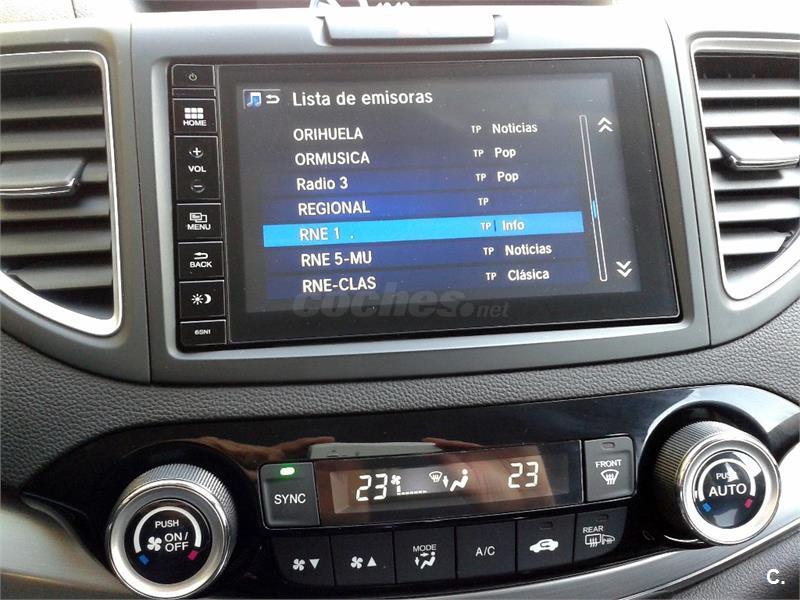 Lista de emisoras
ORIHUELA TP Noticias
ORMUSICA TP Pop
Radio 3 TP Pop
REGIONAL TP
RNE 1 . TP Info
RNE 5-MU TP Noticias
RNE-CLAS TP Clásica
HOME
+
VOL
-
MENU
BACK
6SN1
coches.net
SYNC
23
23
FRONT
PUSH
ON/
OFF
MODE
A/C
REAR
PUSH
AUTO
C.